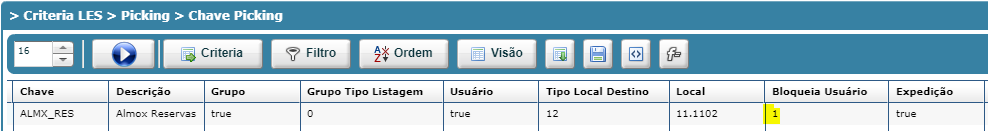 > Criteria LES > Picking > Chave Picking
16 Criteria Filtro Ordem Visão
Chave Descrição Grupo Grupo Tipo Listagem Usuário Tipo Local Destino Local Bloqueia Usuário Expedição
ALMX_RES Almox Reservas true 0 true 12 11.1102 1 true